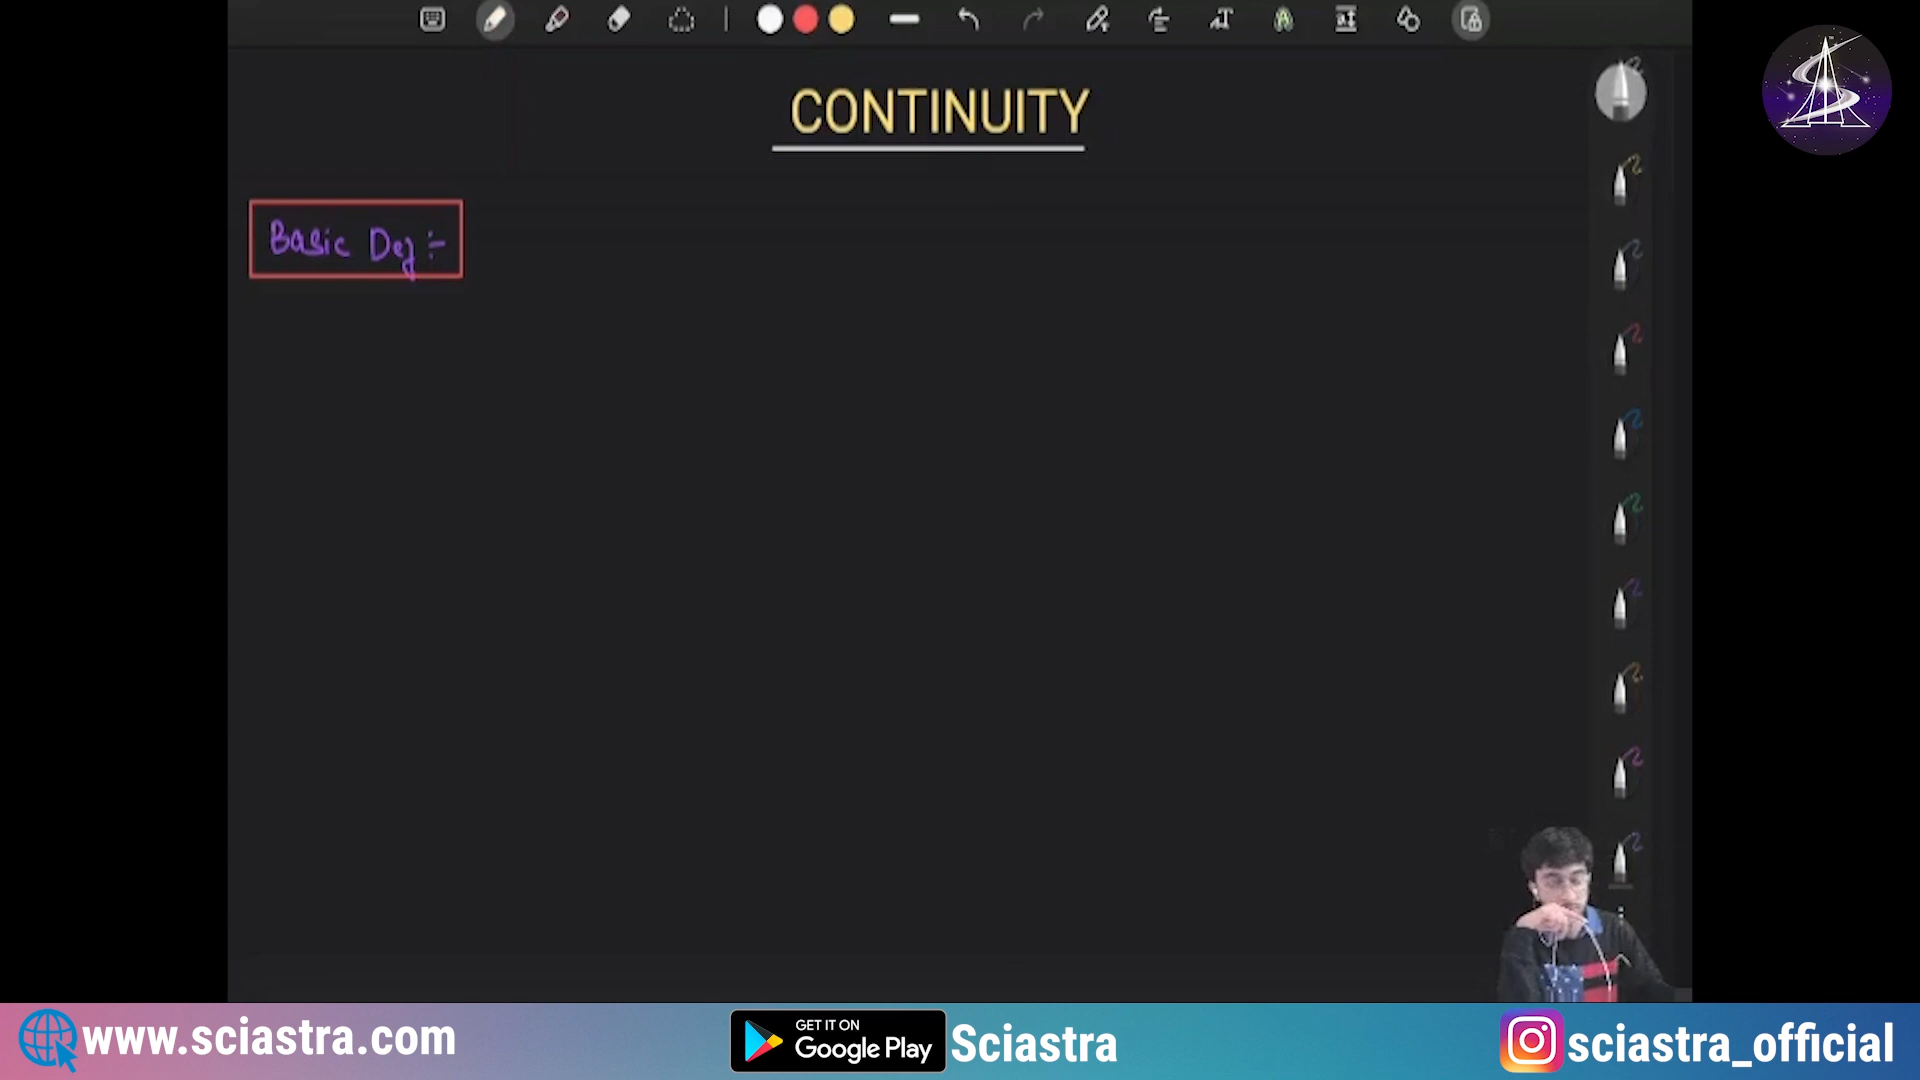 CONTINUITY
Basic Def :-
www.sciastra.com
GET IT ON
Google Play
Sciastra
sciastra_official